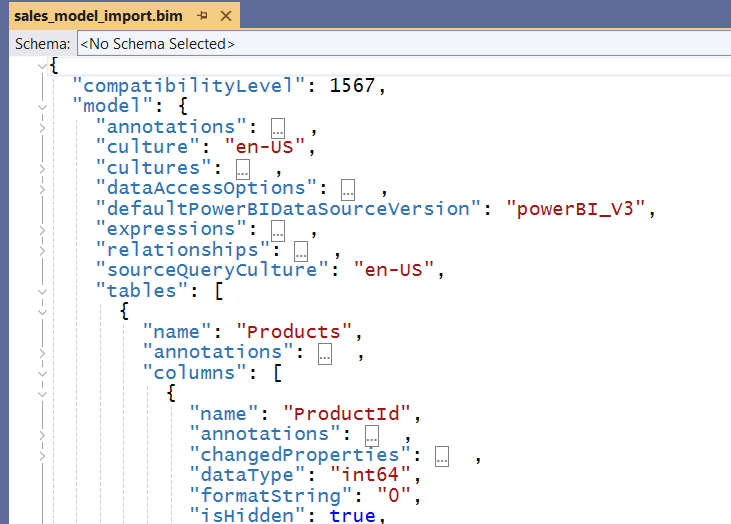 sales_model_import.bim
Schema: <No Schema Selected>
{
"compatibilityLevel": 1567,
"model": {
"annotations": ... ,
"culture": "en-US",
"cultures": ... ,
"dataAccessOptions": ... ,
"defaultPowerBIDataSourceVersion": "powerBI_V3",
"expressions": ... ,
"relationships": ... ,
"sourceQueryCulture": "en-US",
"tables": [
{
"name": "Products",
"annotations": ... ,
"columns": [
{
"name": "ProductId",
"annotations": ... ,
"changedProperties": ... ,
"dataType": "int64",
"formatString": "0",
"isHidden": true,